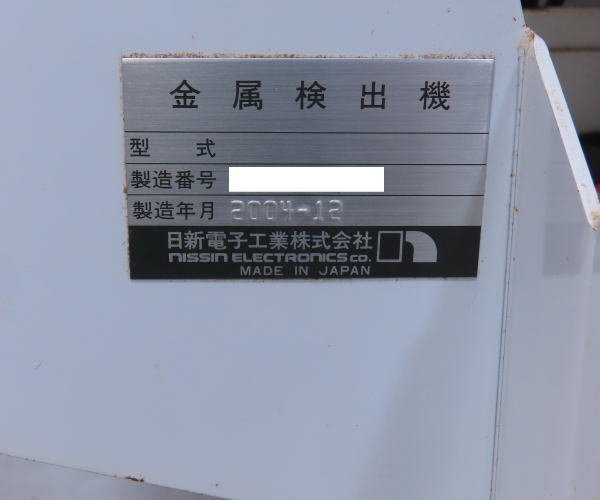 金属検出機
型式
製造番号
製造年月 2004-12
日新電子工業株式会社
NISSIN ELECTRONICS CO.
MADE IN JAPAN